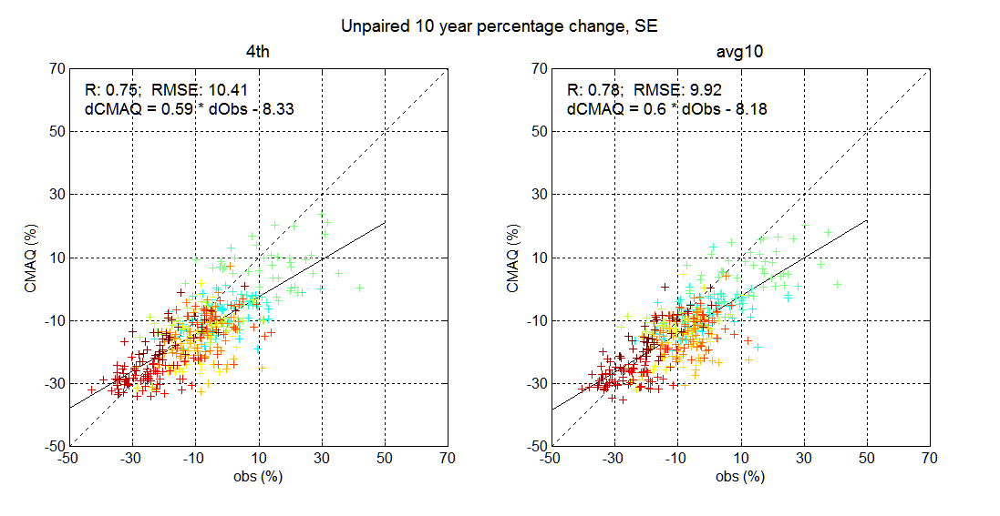 Unpaired 10 year percentage change, SE
4th
R: 0.75; RMSE: 10.41
dCMAQ = 0.59 * dObs - 8.33
70
50
30
10
-10
-30
-50
CMAQ (%)
-50 -30 -10 10 30 50 70
obs (%)
avg10
R: 0.78; RMSE: 9.92
dCMAQ = 0.6 * dObs - 8.18
70
50
30
10
-10
-30
-50
CMAQ (%)
-50 -30 -10 10 30 50 70
obs (%)